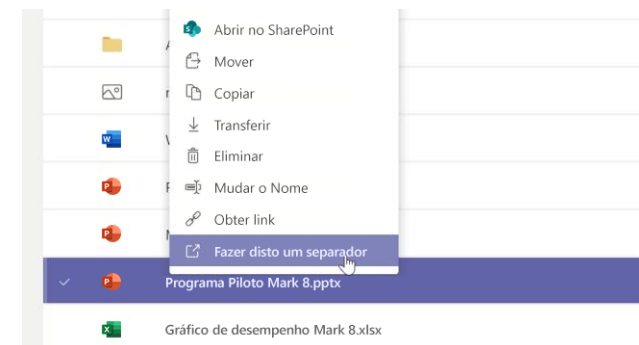 Abrir no SharePoint
Mover
Copiar
Transferir
Eliminar
Mudar o Nome
Obter link
Fazer disto um separador
Programa Piloto Mark 8.pptx
Gráfico de desempenho Mark 8.xlsx